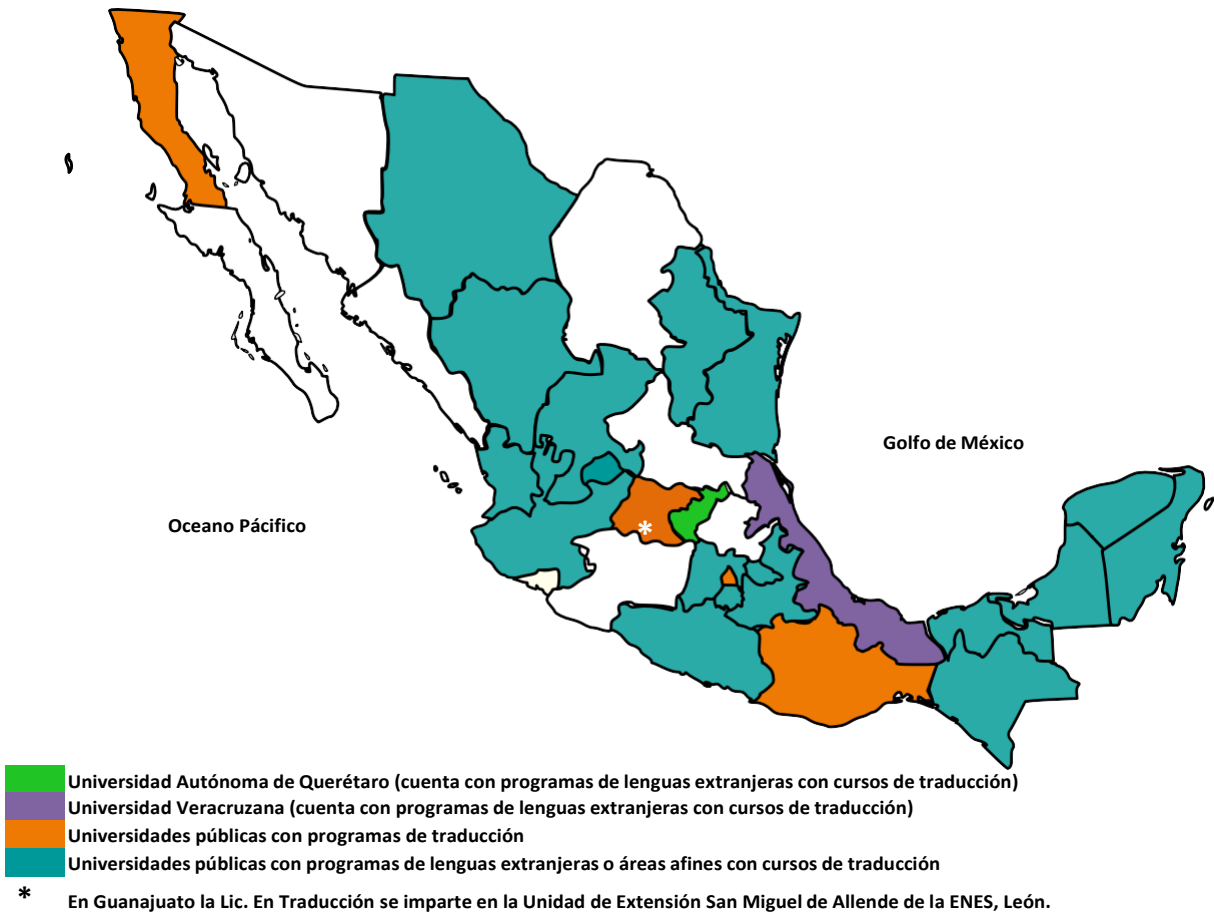 Golfo de México
Oceano Pácifico
*
Universidad Autónoma de Querétaro (cuenta con programas de lenguas extranjeras con cursos de traducción)
Universidad Veracruzana (cuenta con programas de lenguas extranjeras con cursos de traducción)
Universidades públicas con programas de traducción
Universidades públicas con programas de lenguas extranjeras o áreas afines con cursos de traducción
* En Guanajuato la Lic. En Traducción se imparte en la Unidad de Extensión San Miguel de Allende de la ENES, León.